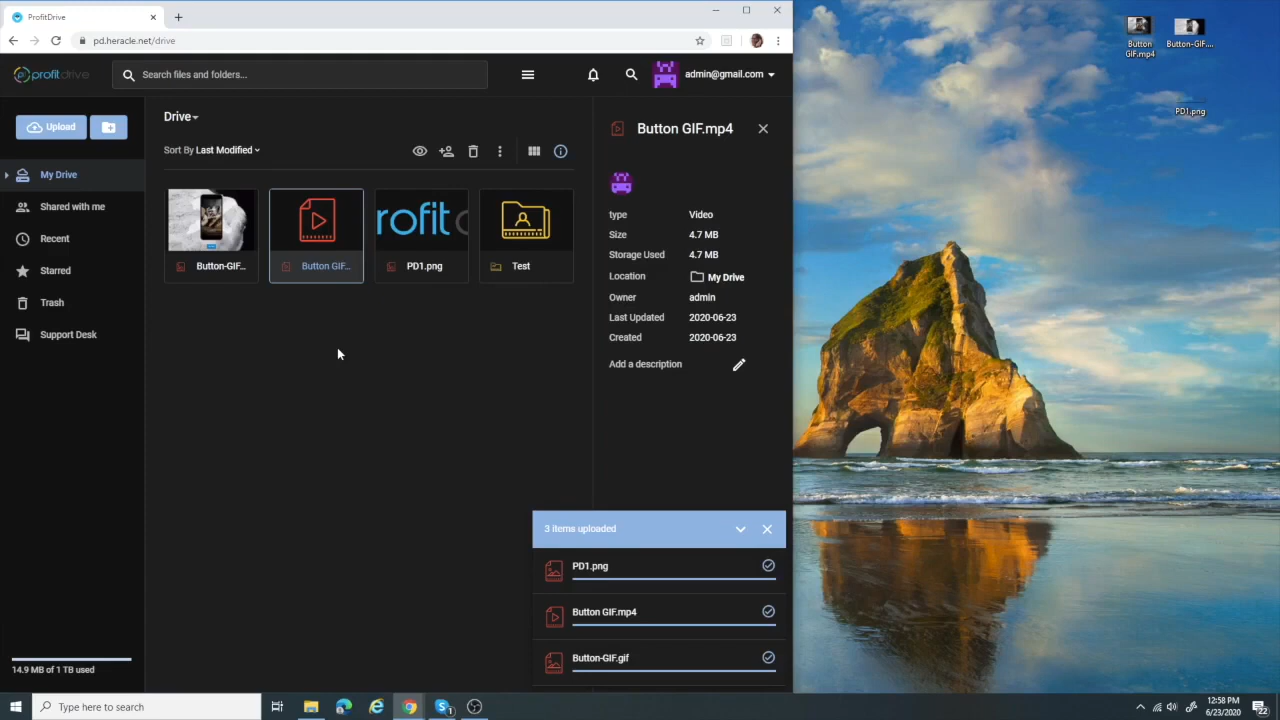 ProfitDrive
pd.heracle.net/drive
profitdrive
Search files and folders...
admin@gmail.com
Upload
My Drive
Shared with me
Recent
Starred
Trash
Support Desk
14.9 MB of 1 TB used
Drive
Sort By Last Modified
rofit
Button-GIF...
Button GIF...
PD1.png
Test
Button GIF.mp4
type Video
Size 4.7 MB
Storage Used 4.7 MB
Location My Drive
Owner admin
Last Updated 2020-06-23
Created 2020-06-23
Add a description
3 items uploaded
PD1.png
Button GIF.mp4
Button-GIF.gif
Button
GIF.mp4
Button-GIF....
PD1.png
Type here to search
12:58 PM
6/23/2020
22